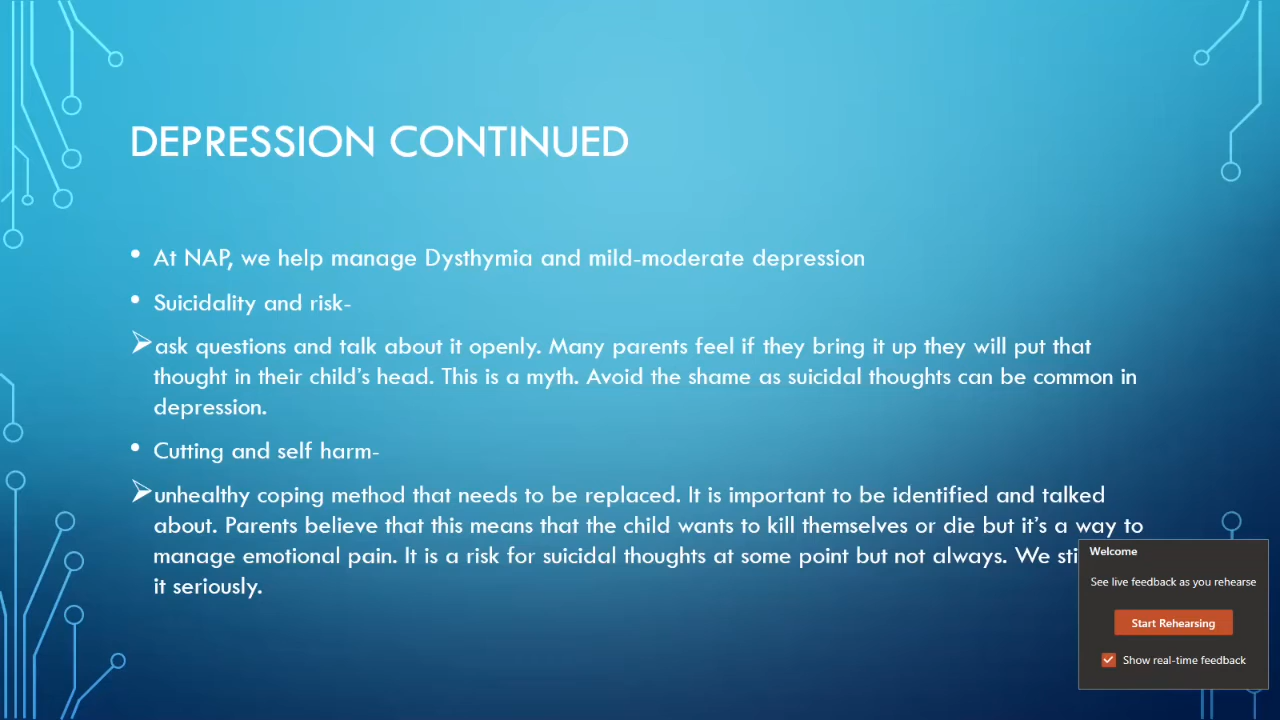 DEPRESSION CONTINUED
• At NAP, we help manage Dysthymia and mild-moderate depression
• Suicidality and risk-
➢ask questions and talk about it openly. Many parents feel if they bring it up they will put that
thought in their child's head. This is a myth. Avoid the shame as suicidal thoughts can be common in
depression.
• Cutting and self harm-
➢unhealthy coping method that needs to be replaced. It is important to be identified and talked
about. Parents believe that this means that the child wants to kill themselves or die but it's a way to
manage emotional pain. It is a risk for suicidal thoughts at some point but not always. We
it seriously.
Welcome
See live feedback as you rehearse
Start Rehearsing
Show real-time feedback